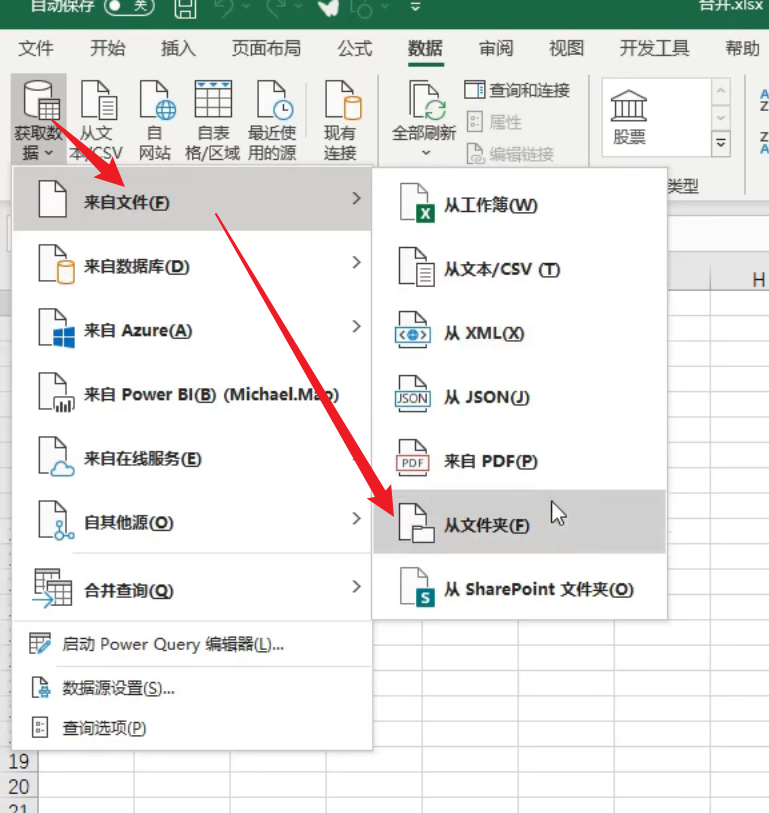 自动保存 关
合并.xlsx
文件 开始 插入 页面布局 公式 数据 审阅 视图 开发工具 帮助
获取数据
从文本/CSV
自网站
自表格/区域
最近使用的源
现有连接
全部刷新
查询和连接
属性
编辑链接
股票
类型
来自文件(F)
来自数据库(D)
来自 Azure(A)
来自 Power BI(B) (Michael.Mao)
来自在线服务(E)
自其他源(O)
合并查询(Q)
启动 Power Query 编辑器(L)...
数据源设置(S)...
查询选项(P)
从工作簿(W)
从文本/CSV (T)
从 XML(X)
JSON
从 JSON(J)
PDF
来自 PDF(P)
从文件夹(F)
从 SharePoint 文件夹(O)
H
19
20
21